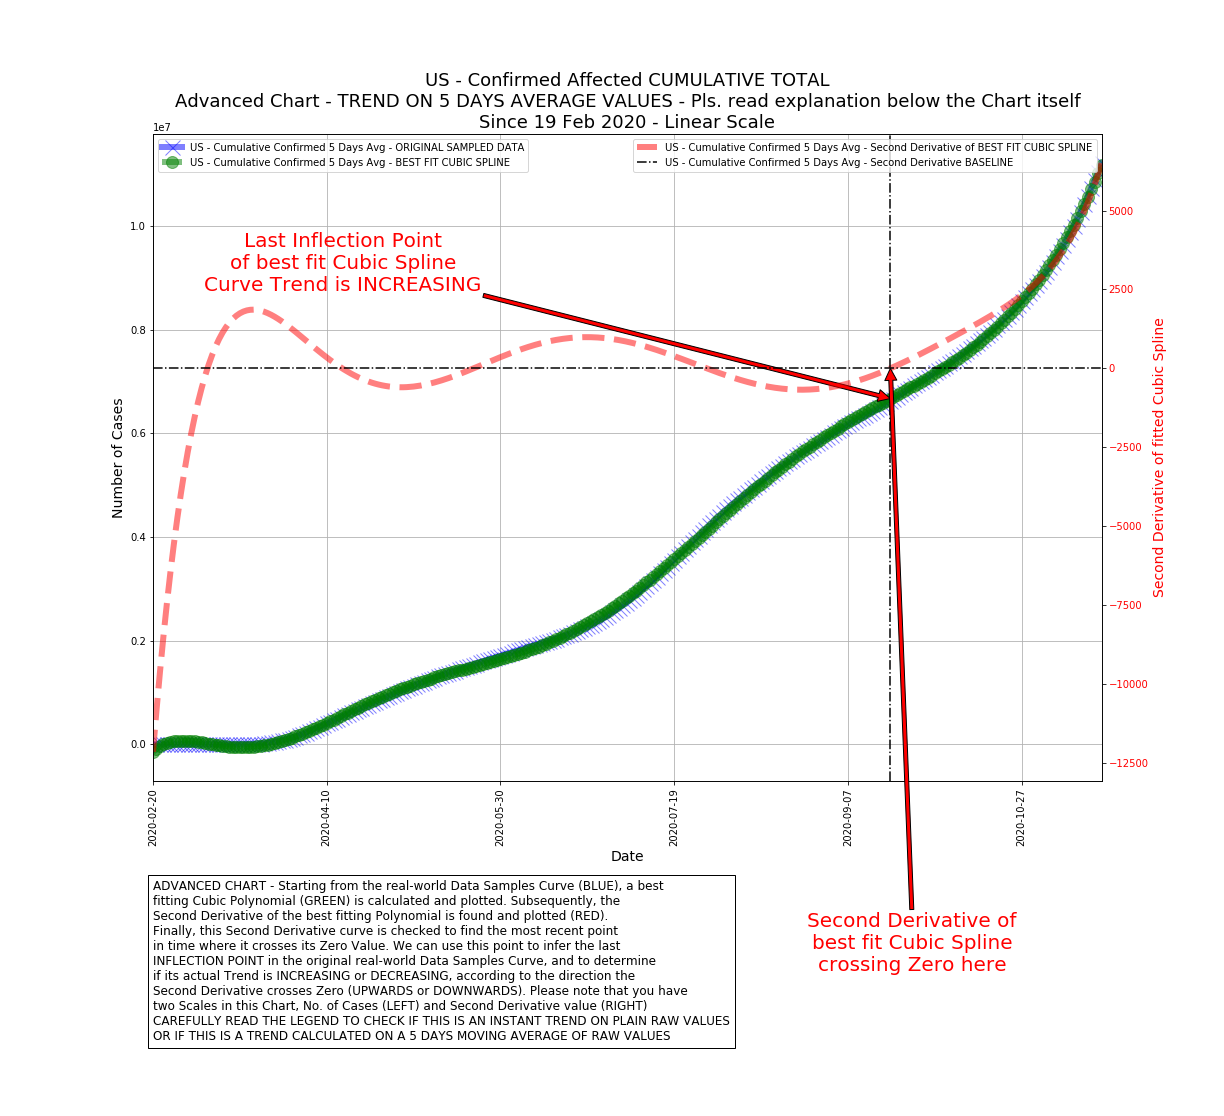 US - Confirmed Affected CUMULATIVE TOTAL
Advanced Chart - TREND ON 5 DAYS AVERAGE VALUES - Pls. read explanation below the Chart itself
Since 19 Feb 2020 - Linear Scale
1e7
US - Cumulative Confirmed 5 Days Avg - ORIGINAL SAMPLED DATA
US - Cumulative Confirmed 5 Days Avg - BEST FIT CUBIC SPLINE
US - Cumulative Confirmed 5 Days Avg - Second Derivative of BEST FIT CUBIC SPLINE
US - Cumulative Confirmed 5 Days Avg - Second Derivative BASELINE
Last Inflection Point
of best fit Cubic Spline
Curve Trend is INCREASING
Number of Cases
1.0
0.8
0.6
0.4
0.2
0.0
5000
2500
0
−2500
−5000
−7500
−10000
−12500
Second Derivative of fitted Cubic Spline
2020-02-20
2020-04-10
2020-05-30
2020-07-19
2020-09-07
2020-10-27
Date
Second Derivative of
best fit Cubic Spline
crossing Zero here
ADVANCED CHART - Starting from the real-world Data Samples Curve (BLUE), a best
fitting Cubic Polynomial (GREEN) is calculated and plotted. Subsequently, the
Second Derivative of the best fitting Polynomial is found and plotted (RED).
Finally, this Second Derivative curve is checked to find the most recent point
in time where it crosses its Zero Value. We can use this point to infer the last
INFLECTION POINT in the original real-world Data Samples Curve, and to determine
if its actual Trend is INCREASING or DECREASING, according to the direction the
Second Derivative crosses Zero (UPWARDS or DOWNWARDS). Please note that you have
two Scales in this Chart, No. of Cases (LEFT) and Second Derivative value (RIGHT)
CAREFULLY READ THE LEGEND TO CHECK IF THIS IS AN INSTANT TREND ON PLAIN RAW VALUES
OR IF THIS IS A TREND CALCULATED ON A 5 DAYS MOVING AVERAGE OF RAW VALUES